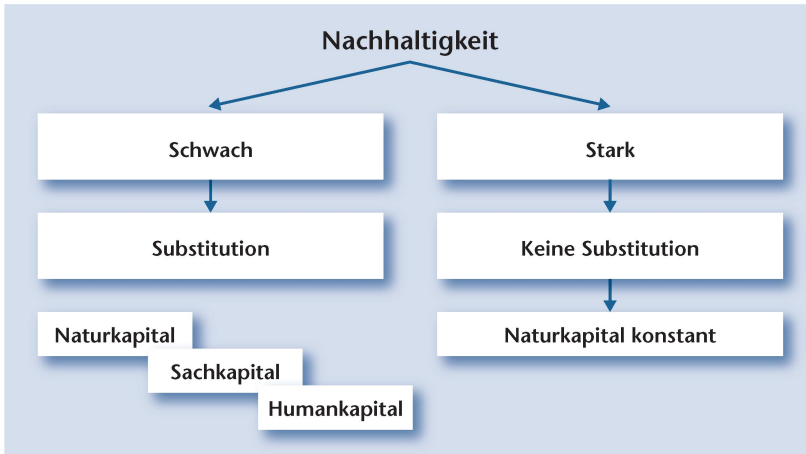 Nachhaltigkeit
Schwach
Stark
Substitution
Keine Substitution
Naturkapital
Sachkapital
Humankapital
Naturkapital konstant